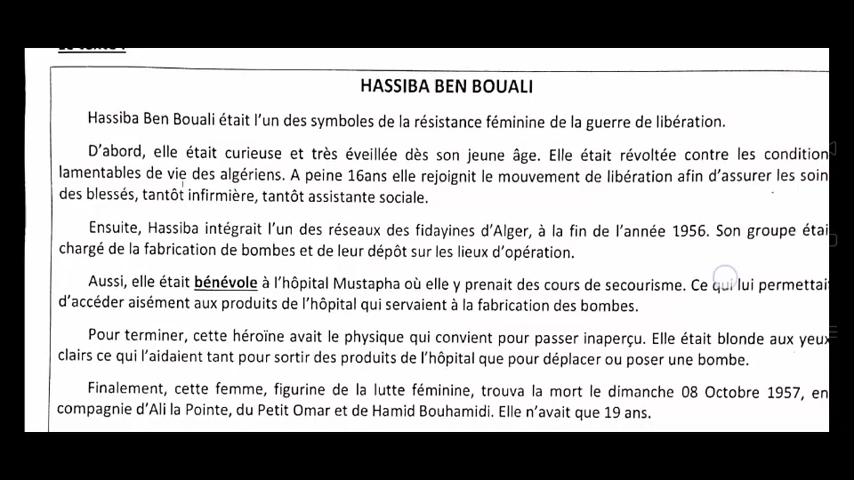 HASSIBA BEN BOUALI
Hassiba Ben Bouali était l'un des symboles de la résistance féminine de la guerre de libération.
D'abord, elle était curieuse et très éveillée dès son jeune âge. Elle était révoltée contre les condition
lamentables de vie des algériens. A peine 16ans elle rejoignit le mouvement de libération afin d'assurer les soin
des blessés, tantôt infirmière, tantôt assistante sociale.
Ensuite, Hassiba intégrait l'un des réseaux des fidayines d'Alger, à la fin de l'année 1956. Son groupe étai
chargé de la fabrication de bombes et de leur dépôt sur les lieux d'opération.
Aussi, elle était bénévole à l'hôpital Mustapha où elle y prenait des cours de secourisme. Ce qui lui permettait
d'accéder aisément aux produits de l'hôpital qui servaient à la fabrication des bombes.
Pour terminer, cette héroïne avait le physique qui convient pour passer inaperçu. Elle était blonde aux yeux
clairs ce qui l'aidaient tant pour sortir des produits de l'hôpital que pour déplacer ou poser une bombe.
Finalement, cette femme, figurine de la lutte féminine, trouva la mort le dimanche 08 Octobre 1957, en
compagnie d'Ali la Pointe, du Petit Omar et de Hamid Bouhamidi. Elle n'avait que 19 ans.